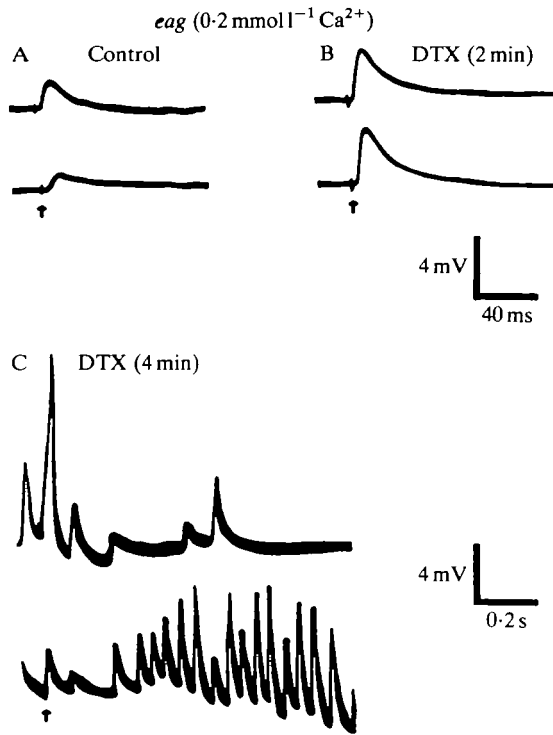 eag (0·2 mmol l⁻¹ Ca²⁺)
A Control
B DTX (2 min)
4 mV
40 ms
C DTX (4 min)
4 mV
0·2 s